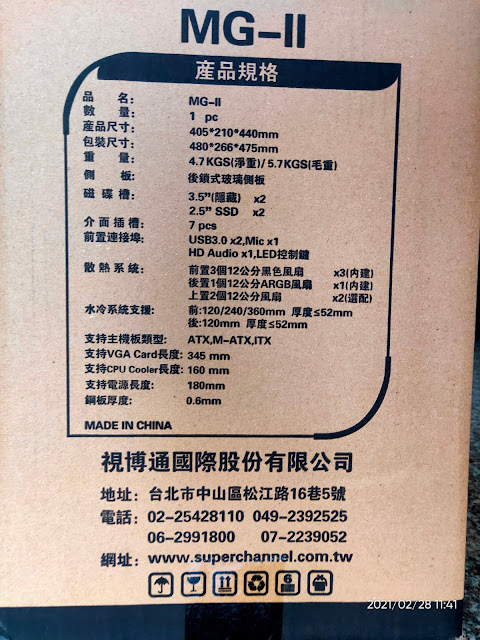 MG-II
產品規格
品　名: MG-II
數　量: 1 pc
產品尺寸: 405*210*440mm
包裝尺寸: 480*266*475mm
重　量: 4.7KGS(淨重)/ 5.7KGS(毛重)
側　板: 後鎖式玻璃側板
磁碟槽: 3.5”(隱藏) x2
2.5” SSD x2
介面插槽: 7 pcs
前置連接埠: USB3.0 x2,Mic x1
HD Audio x1,LED控制鍵
散熱系統: 前置3個12公分黑色風扇 x3(內建)
後置1個12公分ARGB風扇 x1(內建)
上置2個12公分風扇 x2(選配)
水冷系統支援: 前:120/240/360mm 厚度≤52mm
後:120mm 厚度≤52mm
支持主機板類型: ATX,M-ATX,ITX
支持VGA Card長度: 345 mm
支持CPU Cooler長度: 160 mm
支持電源長度: 180mm
鋼板厚度: 0.6mm
MADE IN CHINA
視博通國際股份有限公司
地址: 台北市中山區松江路16巷5號
電話: 02-25428110 049-2392525
06-2991800 07-2239052
網址: www.superchannel.com.tw
6
2021/02/28 11:41